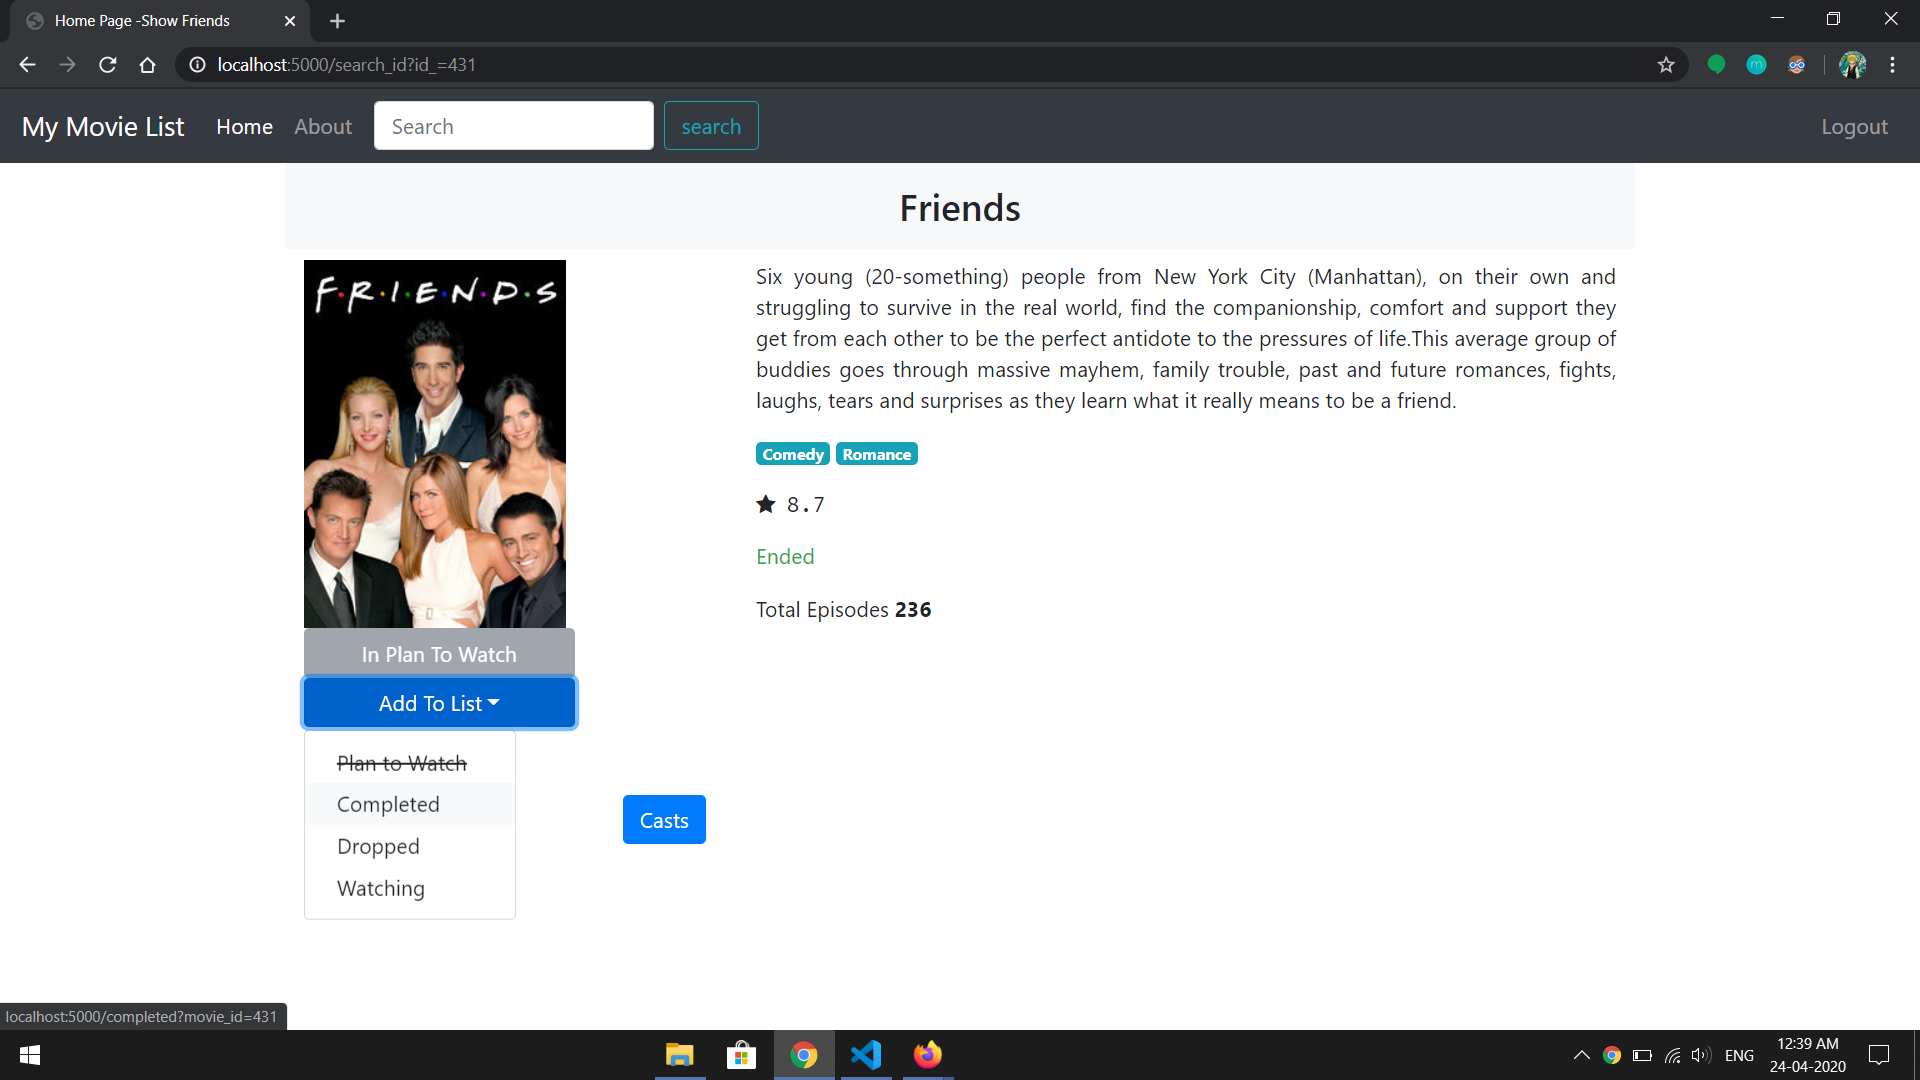 Home Page -Show Friends
localhost:5000/search_id?id_=431
My Movie List Home About Search search Logout
Friends
F·R·I·E·N·D·S
Six young (20-something) people from New York City (Manhattan), on their own and
struggling to survive in the real world, find the companionship, comfort and support they
get from each other to be the perfect antidote to the pressures of life.This average group of
buddies goes through massive mayhem, family trouble, past and future romances, fights,
laughs, tears and surprises as they learn what it really means to be a friend.
Comedy Romance
8.7
Ended
Total Episodes 236
In Plan To Watch
Add To List
Plan to Watch
Completed
Dropped
Watching
Casts
localhost:5000/completed?movie_id=431
ENG
12:39 AM
24-04-2020